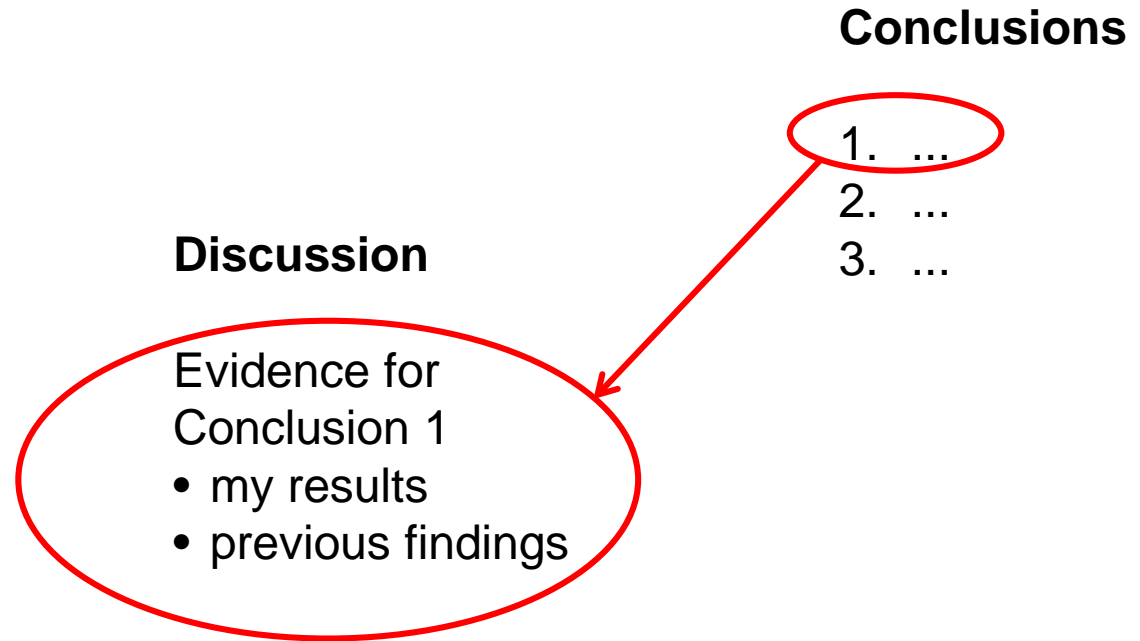 Conclusions
1. ...
2. ...
3. ...
Discussion
Evidence for
Conclusion 1
• my results
• previous findings